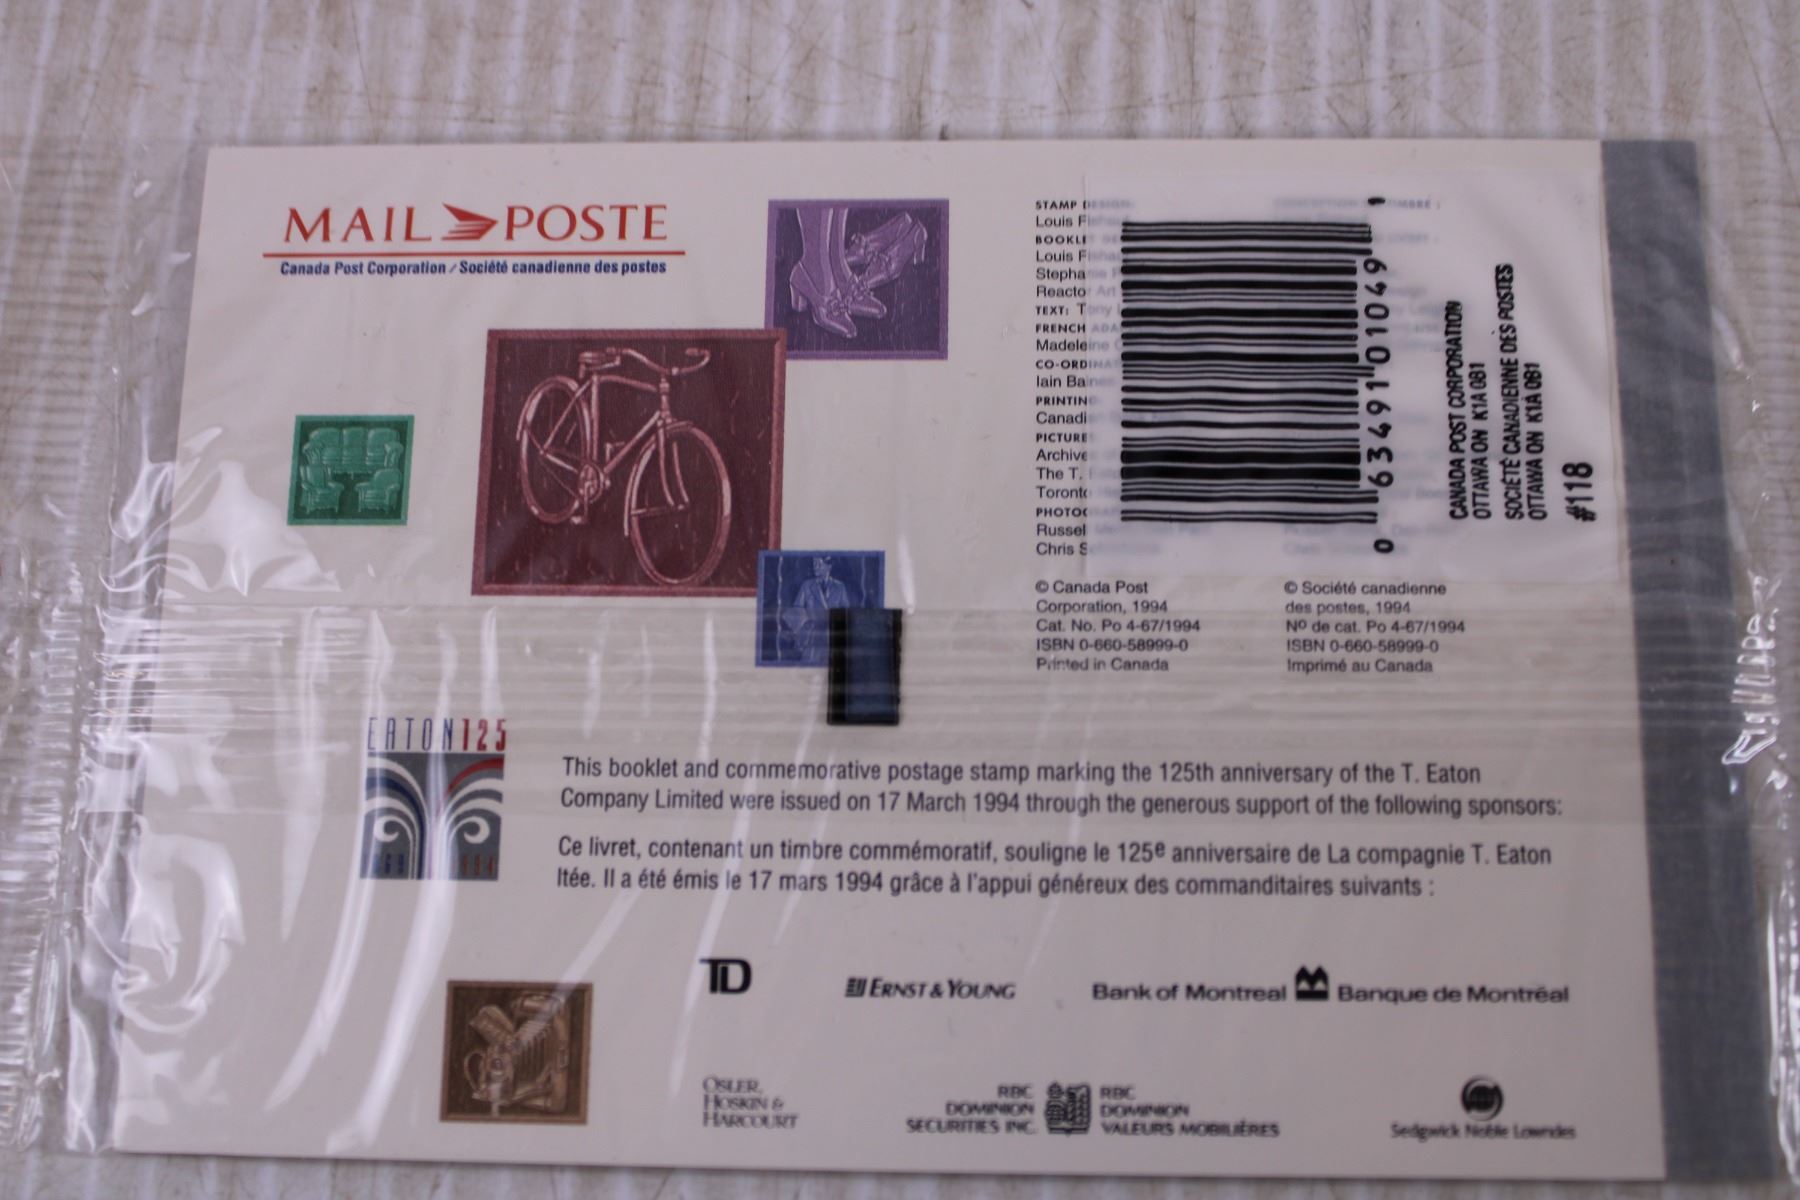 MAIL POSTE
Canada Post Corporation / Société canadienne des postes
STAMP DESIGN:
Louis
BOOKLET
Louis
Reactor Art
TEXT: Tony
FRENCH
Madeleine
Iain
PRINTING
PICTURE
The T.
Toronto
Russel
Chris
0 63491 01049 1
CANADA POST CORPORATION
OTTAWA ON K1A 0B1
SOCIÉTÉ CANADIENNE DES POSTES
OTTAWA ON K1A 0B1
#118
© Canada Post
Corporation, 1994
Cat. No. Po 4-67/1994
ISBN 0-660-58999-0
Printed in Canada
© Société canadienne
des postes, 1994
Nº de cat. Po 4-67/1994
ISBN 0-660-58999-0
Imprimé au Canada
EATON 125
This booklet and commemorative postage stamp marking the 125th anniversary of the T. Eaton
Company Limited were issued on 17 March 1994 through the generous support of the following sponsors:
Ce livret, contenant un timbre commémoratif, souligne le 125e anniversaire de La compagnie T. Eaton
ltée. Il a été émis le 17 mars 1994 grâce à l'appui généreux des commanditaires suivants :
TD
ERNST & YOUNG
Bank of Montreal Banque de Montréal
OSLER,
HOSKIN &
HARCOURT
RBC
DOMINION
SECURITIES INC.
RBC
DOMINION
VALEURS MOBILIÈRES
Sedgwick Noble Lowndes